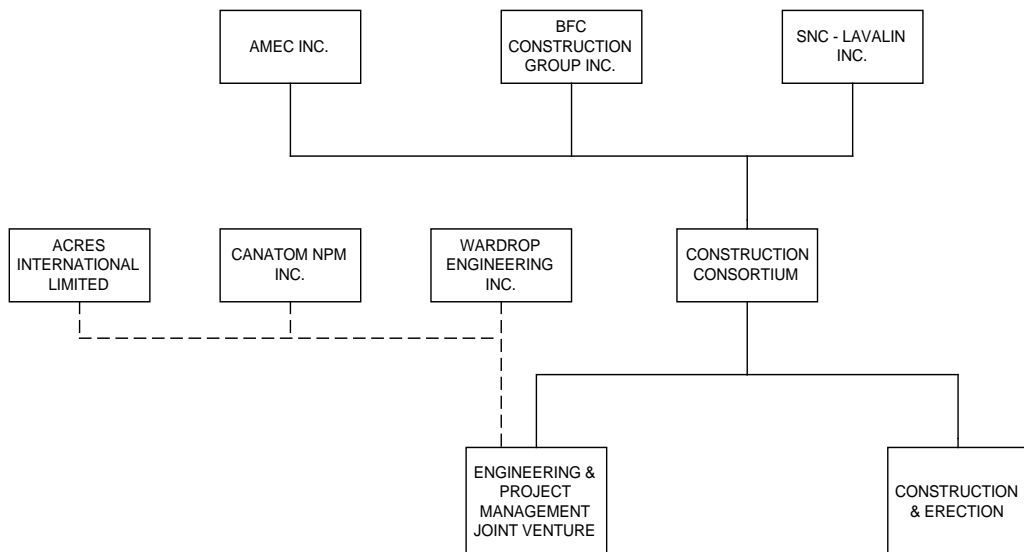 AMEC INC.
BFC
CONSTRUCTION
GROUP INC.
SNC - LAVALIN
INC.
ACRES
INTERNATIONAL
LIMITED
CANATOM NPM
INC.
WARDROP
ENGINEERING
INC.
CONSTRUCTION
CONSORTIUM
ENGINEERING &
PROJECT
MANAGEMENT
JOINT VENTURE
CONSTRUCTION
& ERECTION